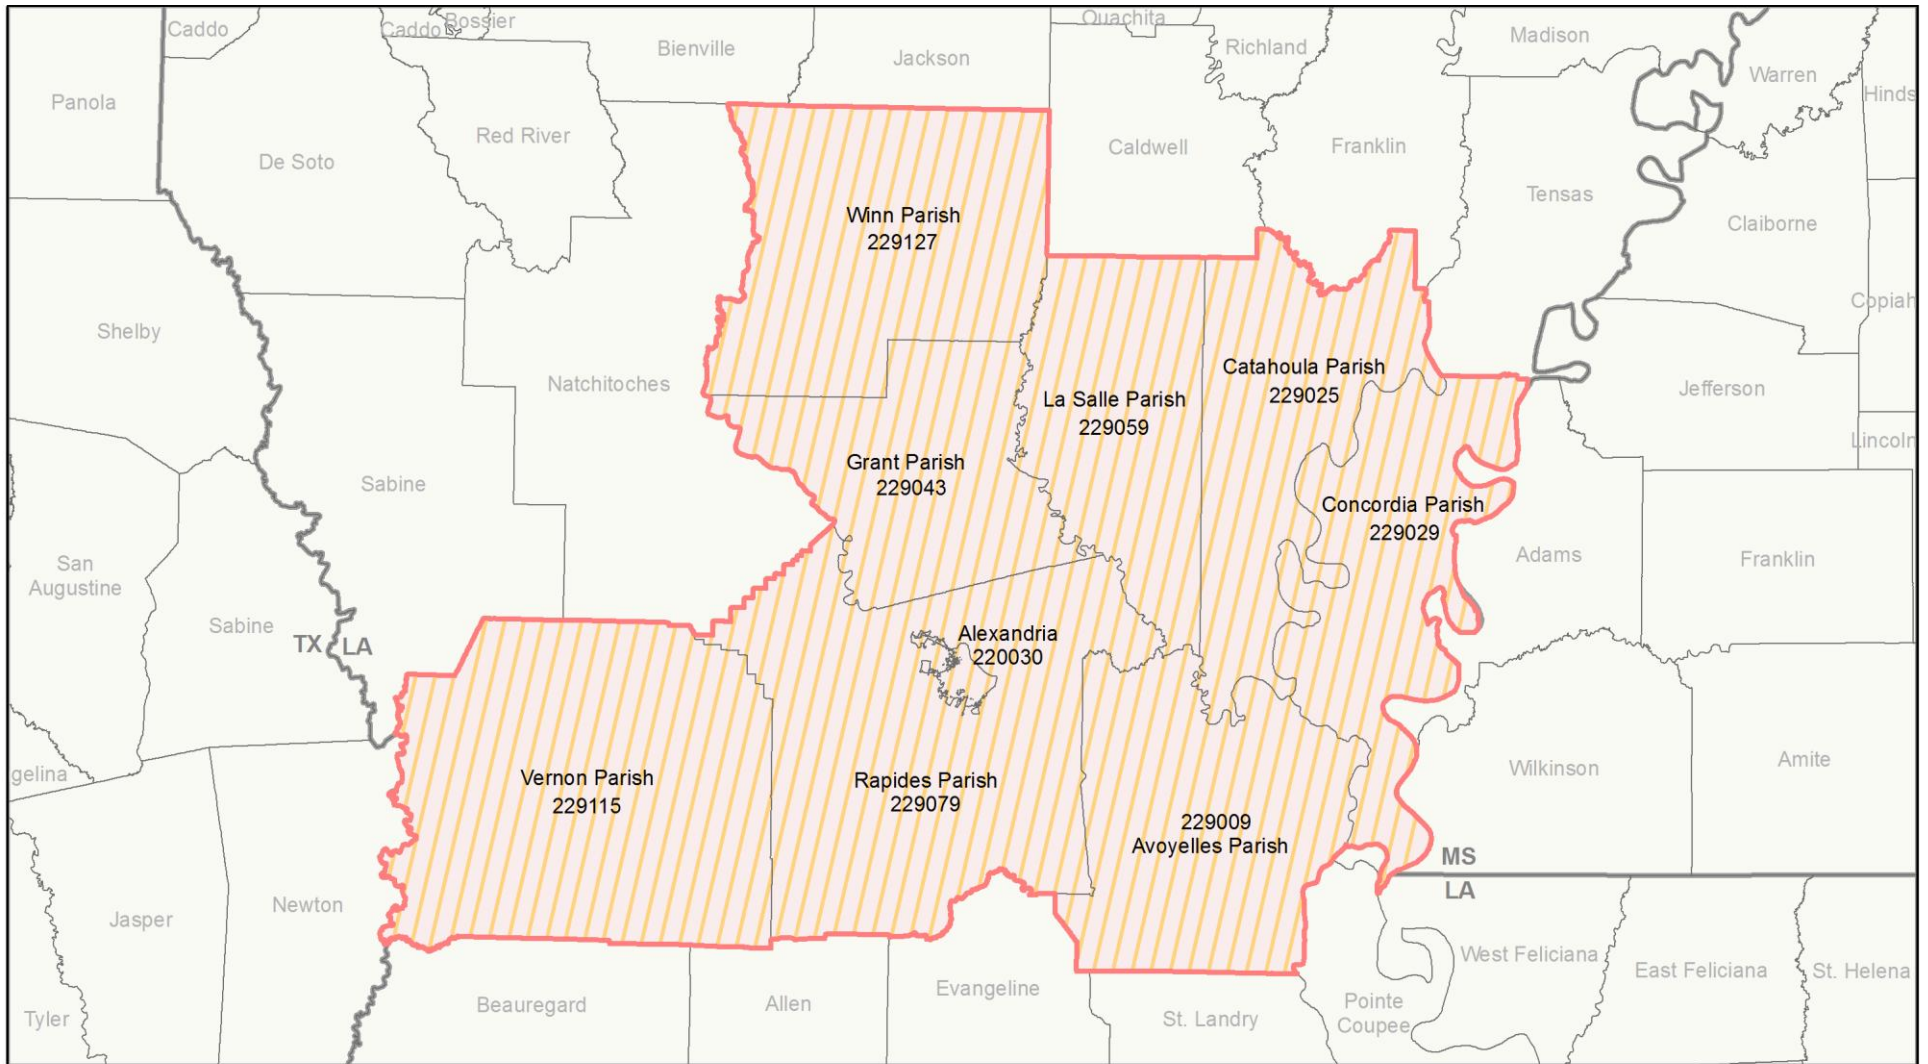 Caddo
Caddo
Bossier
Bienville
Jackson
Ouachita
Richland
Madison
Warren
Hinds
Panola
De Soto
Red River
Caldwell
Franklin
Tensas
Claiborne
Copiah
Winn Parish
229127
Shelby
Natchitoches
Sabine
Catahoula Parish
229025
La Salle Parish
229059
Jefferson
Lincoln
Grant Parish
229043
Concordia Parish
229029
San
Augustine
Sabine
TX
LA
Alexandria
220030
Adams
Franklin
gelina
Vernon Parish
229115
Rapides Parish
229079
229009
Avoyelles Parish
Wilkinson
Amite
MS
LA
Jasper
Newton
West Feliciana
East Feliciana
St. Helena
Tyler
Beauregard
Allen
Evangeline
St. Landry
Pointe
Coupee